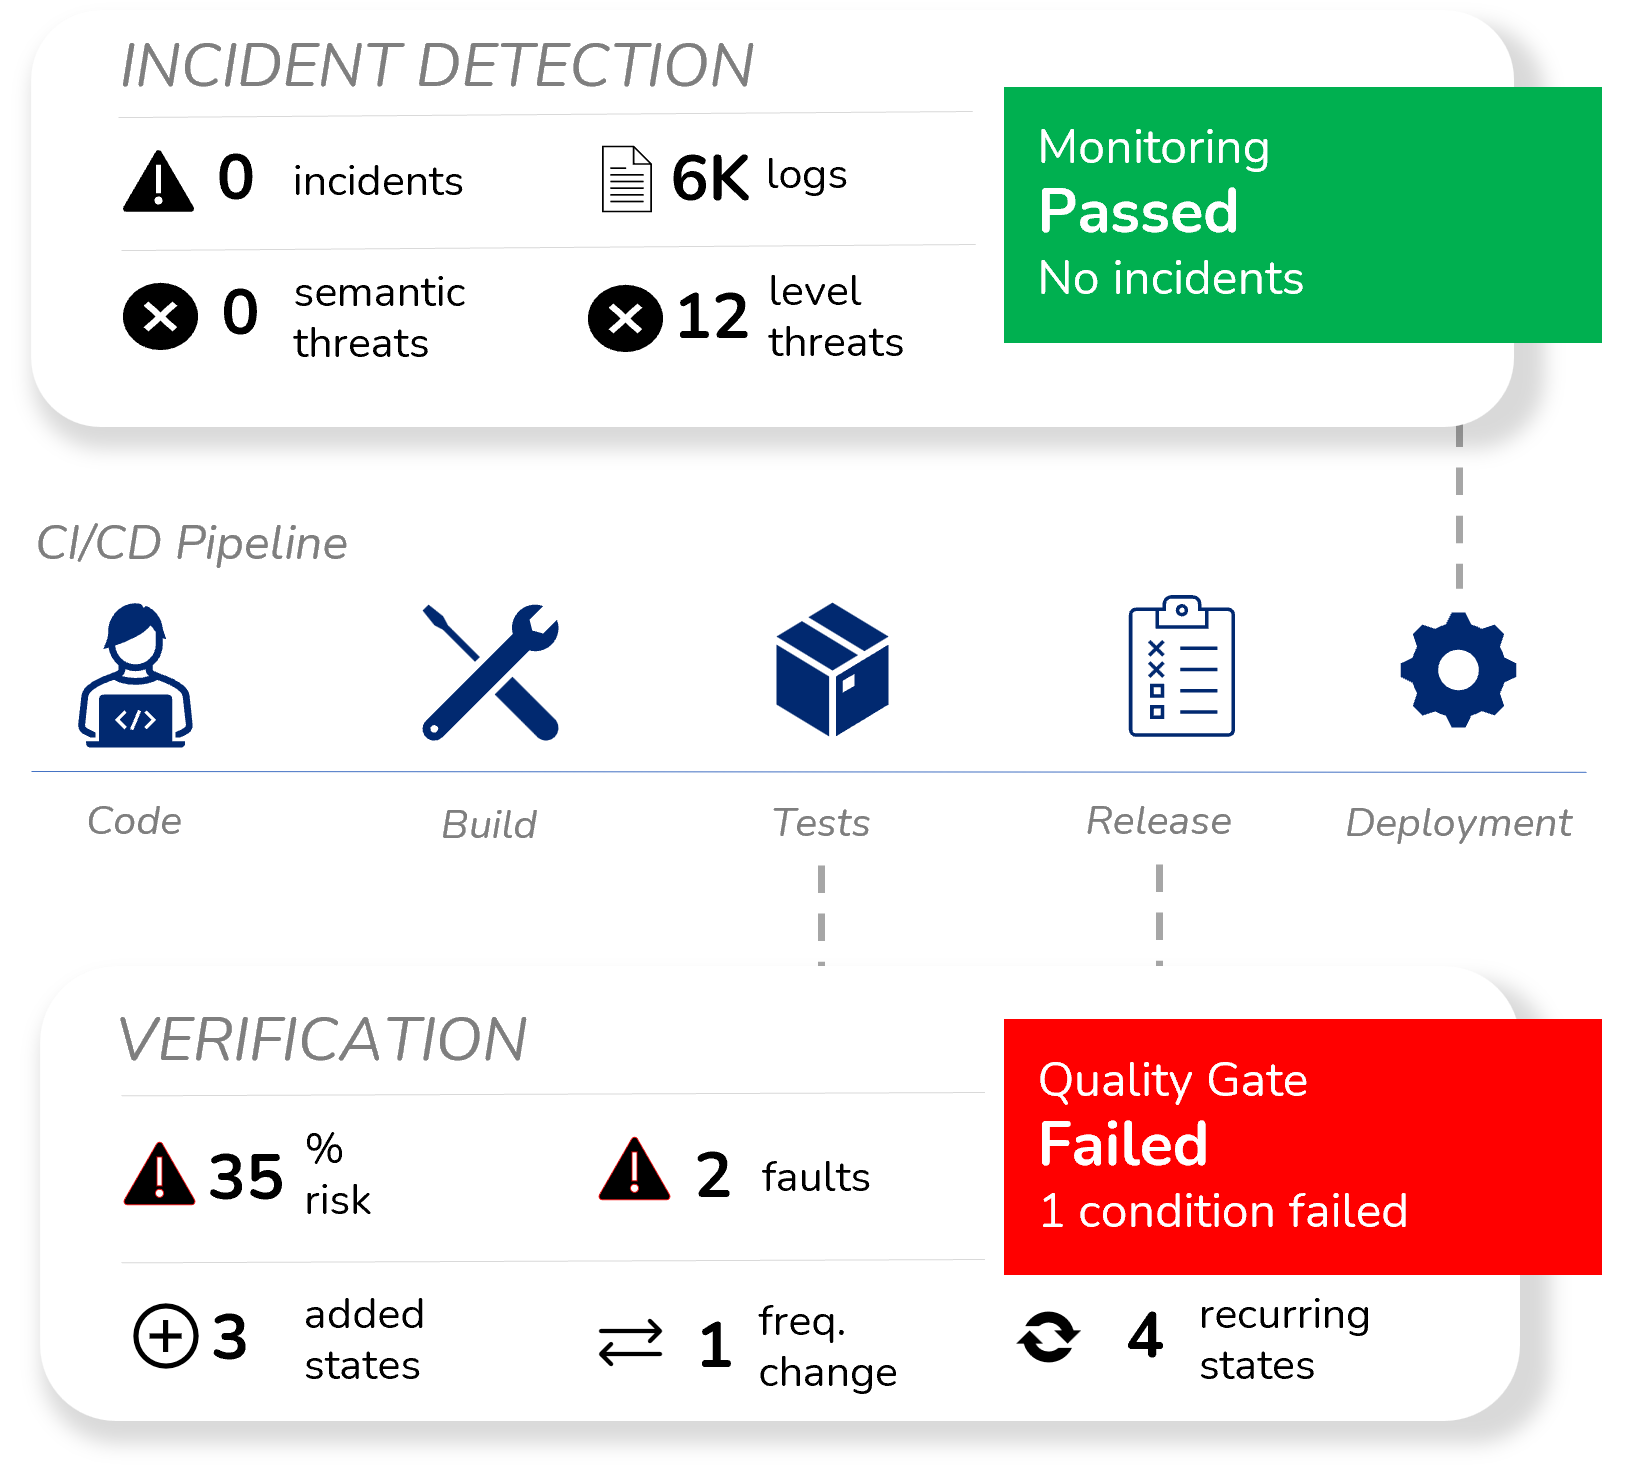 INCIDENT DETECTION
0 incidents
6K logs
0 semantic
threats
12 level
threats
Monitoring
Passed
No incidents
CI/CD Pipeline
</>
Code
Build
Tests
Release
Deployment
VERIFICATION
35 %
risk
2 faults
Quality Gate
Failed
1 condition failed
3 added
states
1 freq.
change
4 recurring
states